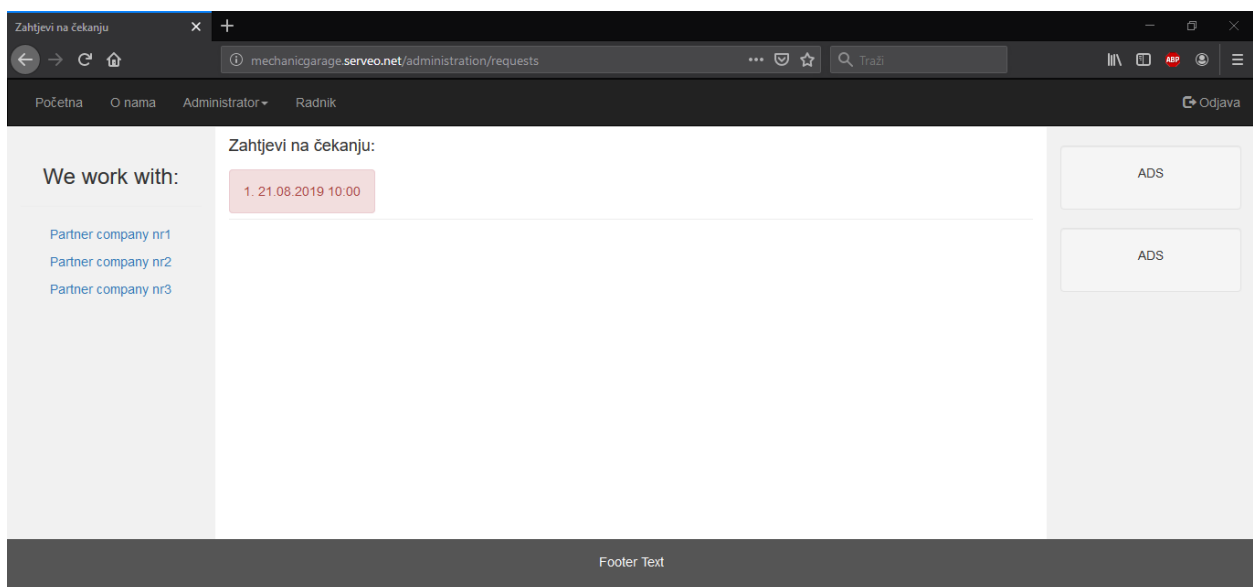 Zahtjevi na čekanju
mechanicgarage.serveo.net/administration/requests
Traži
ABP
Početna O nama Administrator Radnik Odjava
We work with:
Partner company nr1
Partner company nr2
Partner company nr3
Zahtjevi na čekanju:
1. 21.08.2019 10:00
ADS
ADS
Footer Text